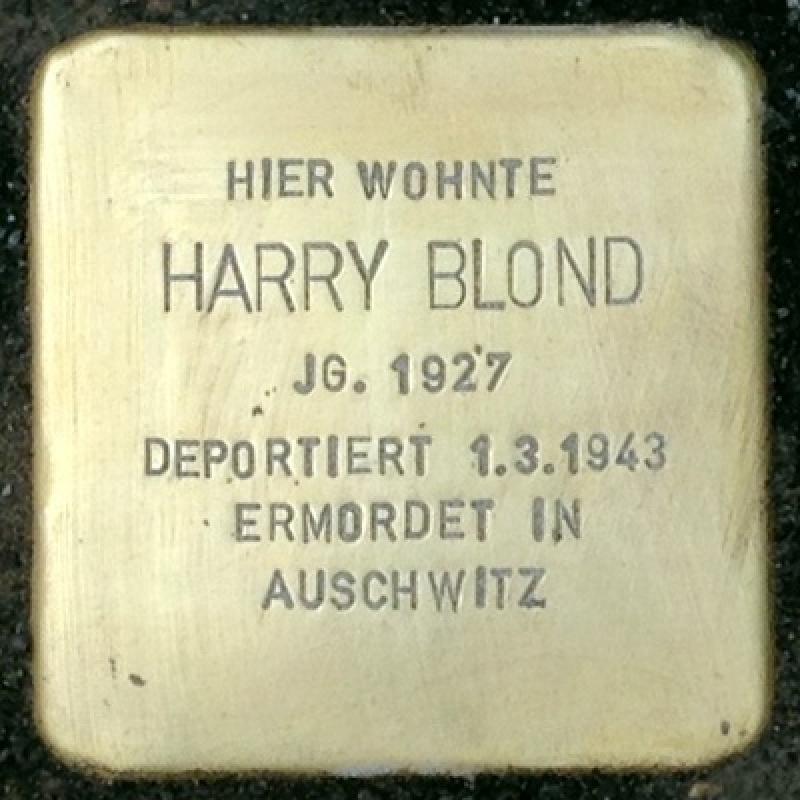 HIER WOHNTE
HARRY BLOND
JG. 1927
DEPORTIERT 1.3.1943
ERMORDET IN
AUSCHWITZ